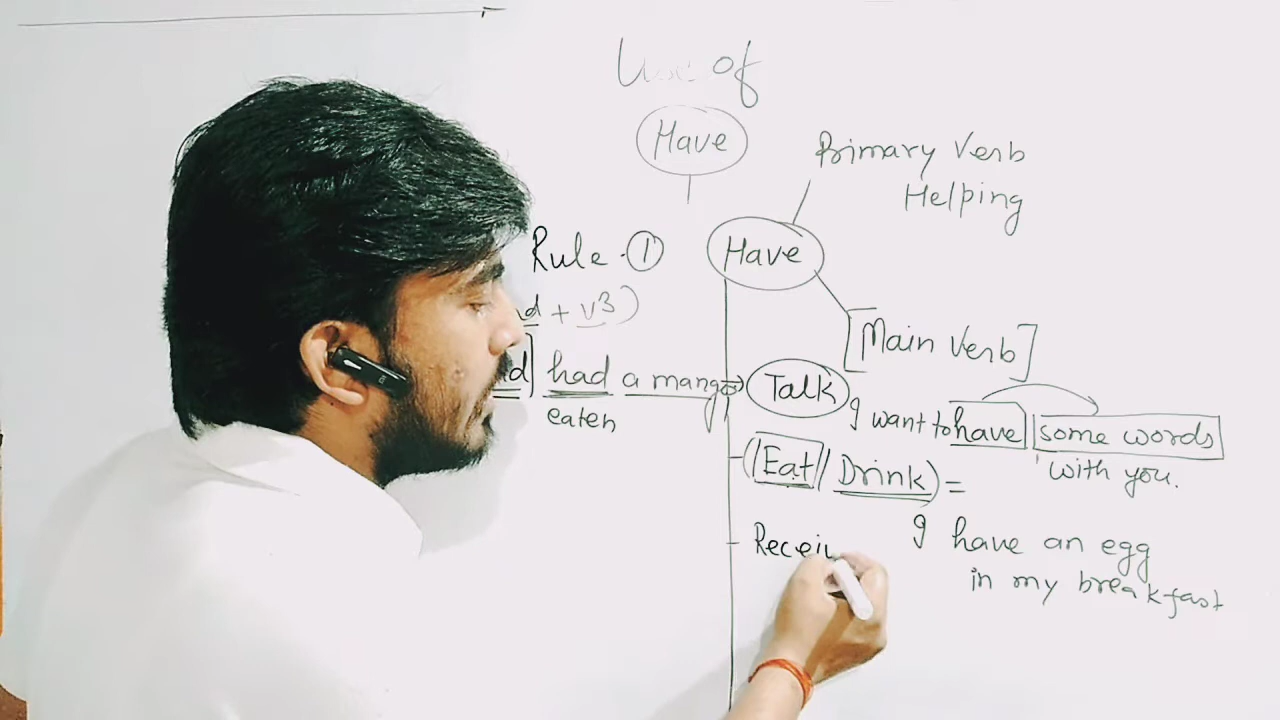 Use of
Have
Primary Verb
Helping
Rule. 1
d + v3)
Have
[Main Verb]
had a mango
eaten
Talk
I want to have some words
with you.
(Eat / Drink) =
I have an egg
in my breakfast
Receiv